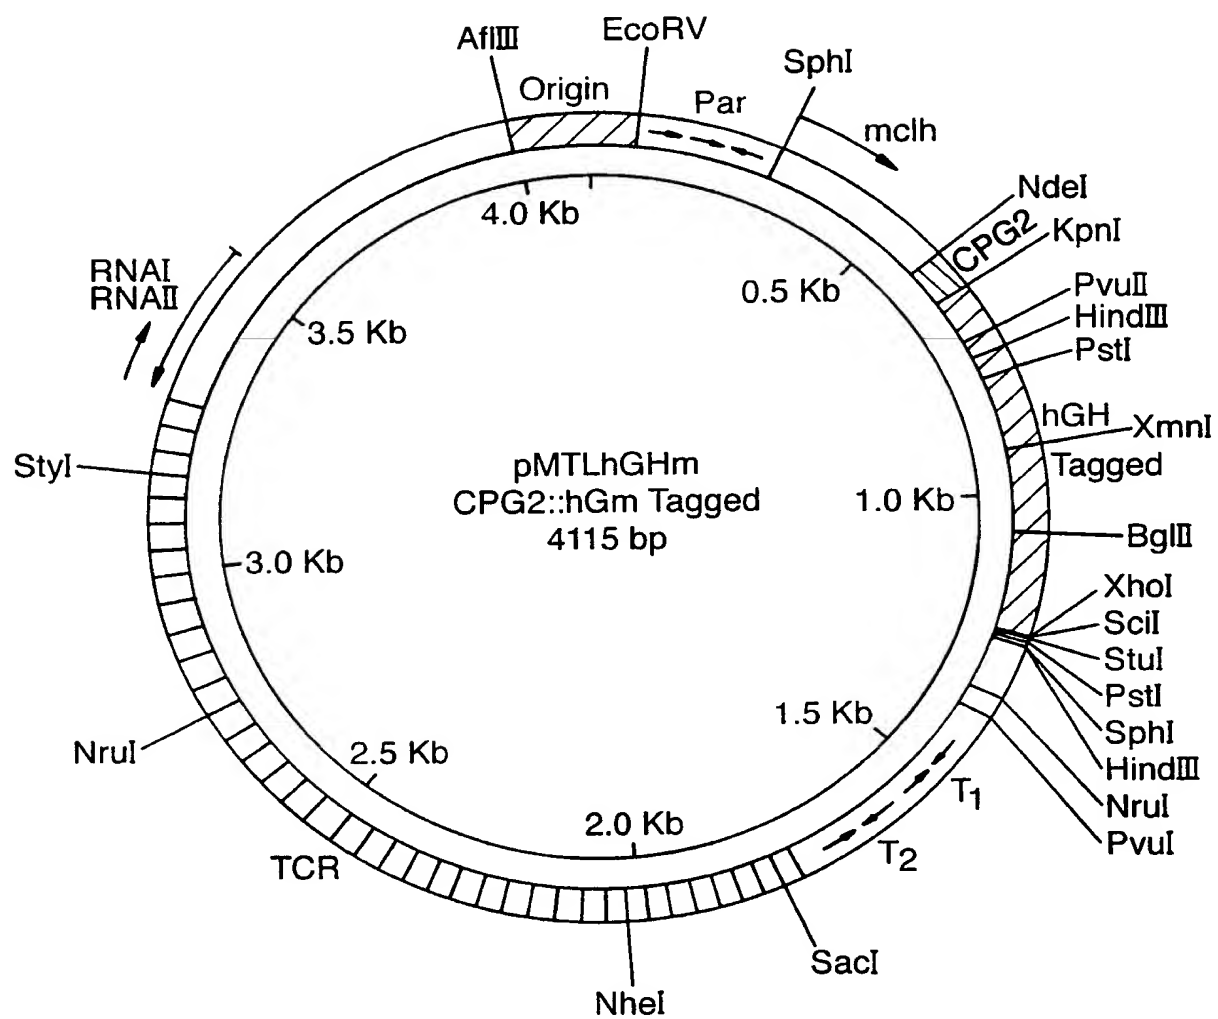 AflIII
EcoRV
SphI
Origin
Par
mclh
NdeI
CPG2
KpnI
PvuII
HindIII
PstI
hGH
XmnI
Tagged
BglII
XhoI
SciI
StuI
PstI
SphI
HindIII
NruI
PvuI
T1
T2
SacI
NheI
TCR
NruI
StyI
RNAI
RNAII
4.0 Kb
0.5 Kb
1.0 Kb
1.5 Kb
2.0 Kb
2.5 Kb
3.0 Kb
3.5 Kb
pMTLhGHm
CPG2::hGm Tagged
4115 bp